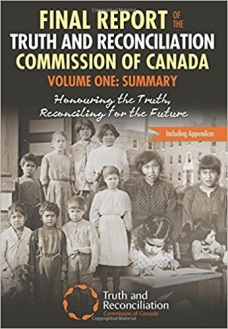 FINAL REPORT OF THE
TRUTH AND RECONCILIATION
COMMISSION OF CANADA
VOLUME ONE: SUMMARY
Honouring the Truth,
Reconciling for the Future
Including Appendices
Truth and
Reconciliation
Commission of Canada